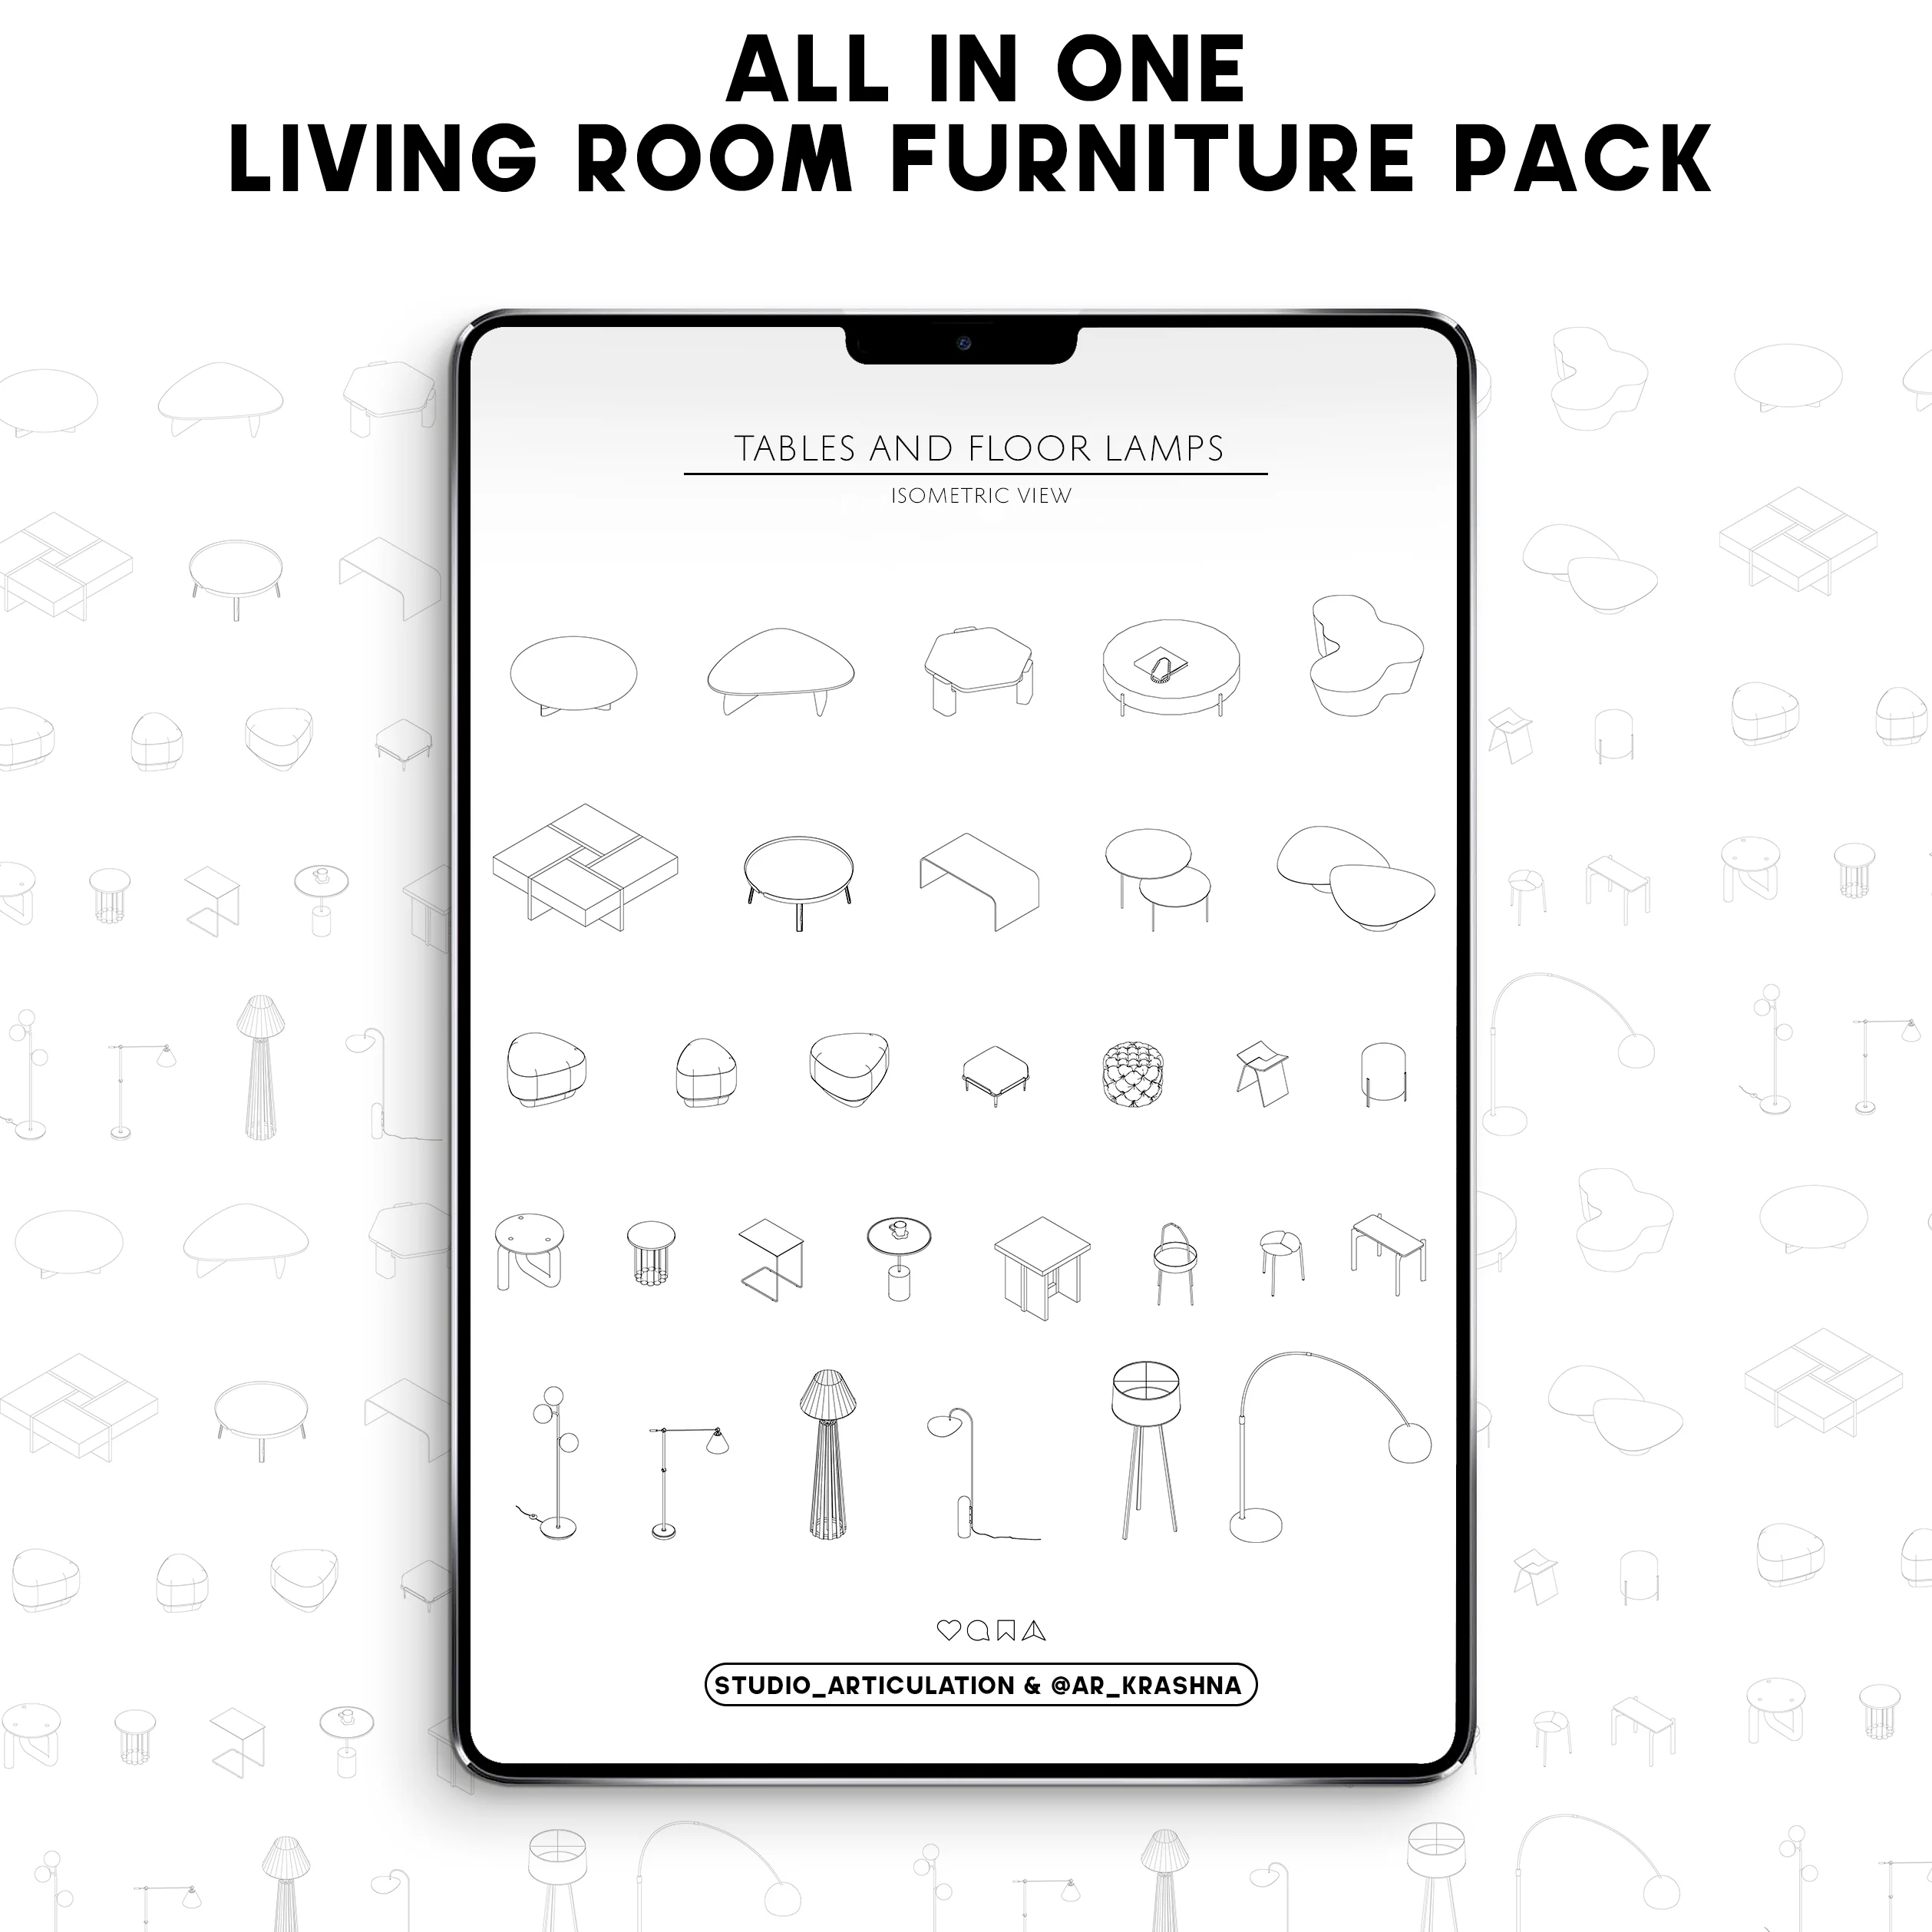 ALL IN ONE
LIVING ROOM FURNITURE PACK
TABLES AND FLOOR LAMPS
ISOMETRIC VIEW
STUDIO_ARTICULATION & @AR_KRASHNA